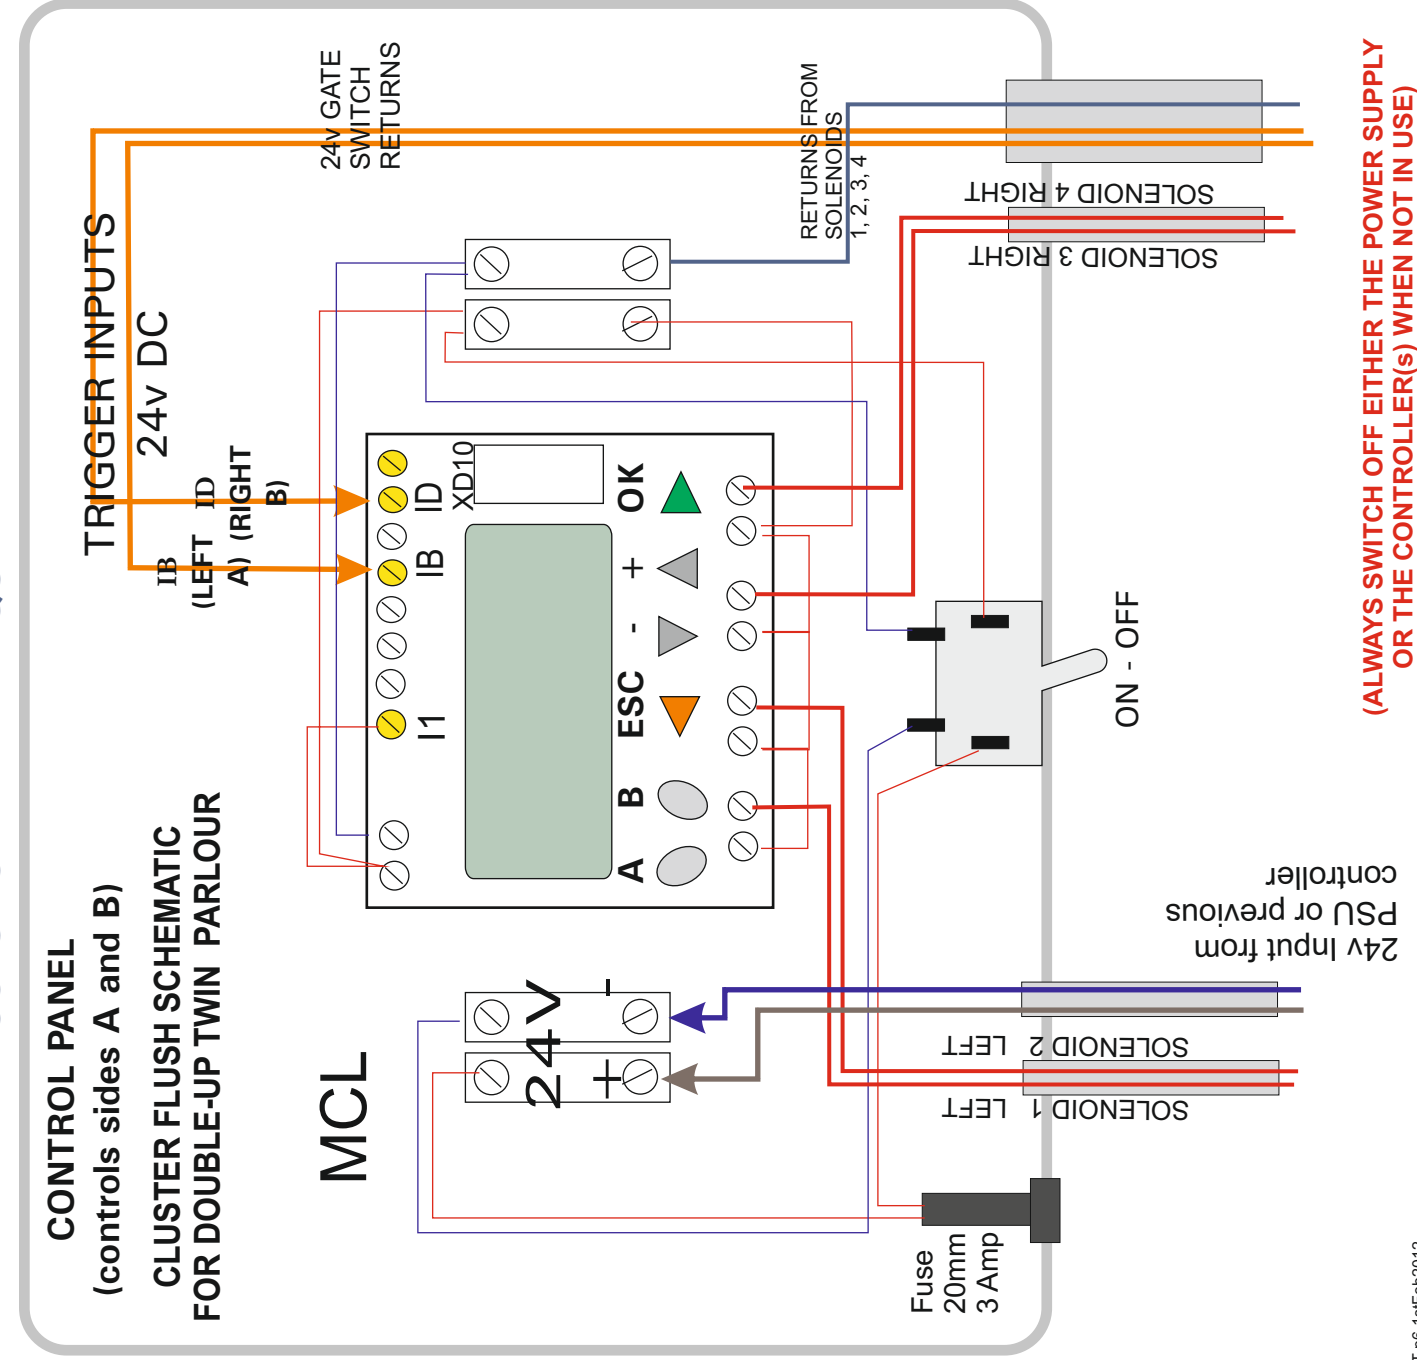 CONTROL PANEL
(controls sides A and B)
CLUSTER FLUSH SCHEMATIC
FOR DOUBLE-UP TWIN PARLOUR
TRIGGER INPUTS
24v DC
24v GATE
SWITCH
RETURNS
IB
(LEFT
A)
ID
(RIGHT
B)
MCL
24V
+
-
I1
IB
ID
XD10
A
B
ESC
-
+
OK
RETURNS FROM
SOLENOIDS
1, 2, 3, 4
Fuse
20mm
3 Amp
ON - OFF
SOLENOID 1 LEFT
SOLENOID 2 LEFT
24v Input from
PSU or previous
controller
SOLENOID 3 RIGHT
SOLENOID 4 RIGHT
(ALWAYS SWITCH OFF EITHER THE POWER SUPPLY
OR THE CONTROLLER(s) WHEN NOT IN USE)